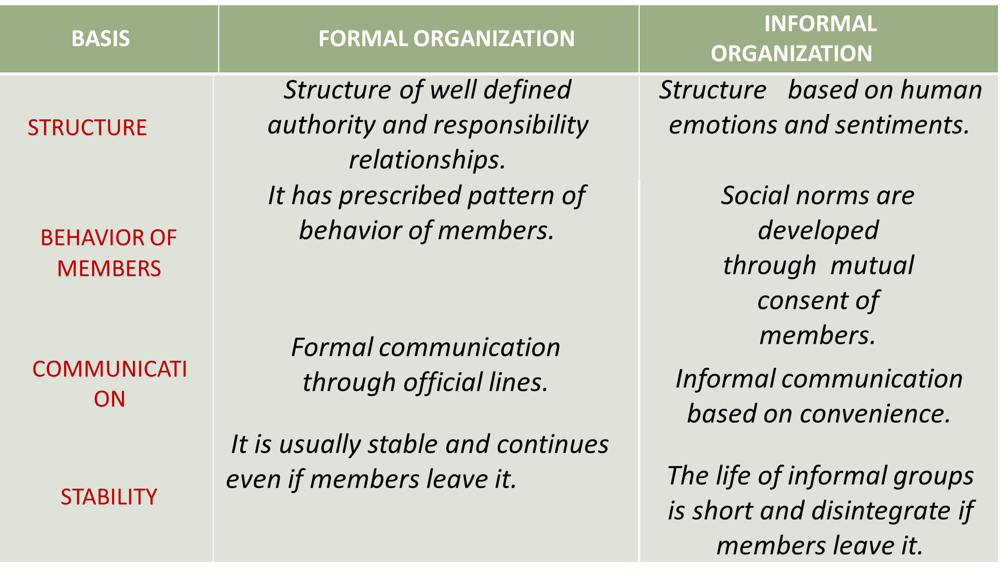 BASIS
FORMAL ORGANIZATION
INFORMAL
ORGANIZATION
STRUCTURE
Structure of well defined
authority and responsibility
relationships.
Structure based on human
emotions and sentiments.
BEHAVIOR OF
MEMBERS
It has prescribed pattern of
behavior of members.
Social norms are
developed
through mutual
consent of
members.
COMMUNICATI
ON
Formal communication
through official lines.
Informal communication
based on convenience.
STABILITY
It is usually stable and continues
even if members leave it.
The life of informal groups
is short and disintegrate if
members leave it.